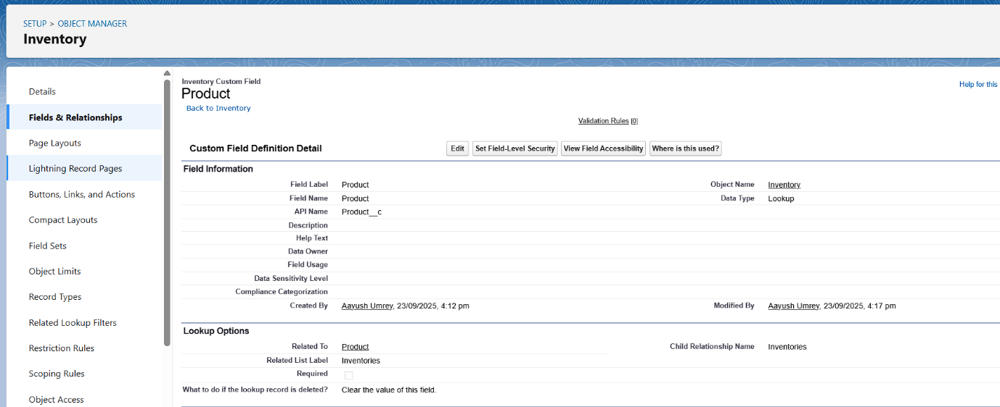 SETUP > OBJECT MANAGER
Inventory
Details
Fields & Relationships
Page Layouts
Lightning Record Pages
Buttons, Links, and Actions
Compact Layouts
Field Sets
Object Limits
Record Types
Related Lookup Filters
Restriction Rules
Scoping Rules
Object Access
Inventory Custom Field
Product
Help for this
Back to Inventory
Validation Rules [0]
Custom Field Definition Detail Edit Set Field-Level Security View Field Accessibility Where is this used?
Field Information
Field Label Product Object Name Inventory
Field Name Product Data Type Lookup
API Name Product__c
Description
Help Text
Data Owner
Field Usage
Data Sensitivity Level
Compliance Categorization
Created By Aayush Umrey, 23/09/2025, 4:12 pm Modified By Aayush Umrey, 23/09/2025, 4:17 pm
Lookup Options
Related To Product Child Relationship Name Inventories
Related List Label Inventories
Required
What to do if the lookup record is deleted? Clear the value of this field.